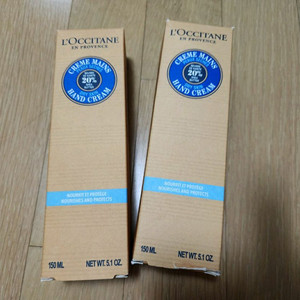 L'OCCITANE
EN PROVENCE
CREME MAINS
20%
HAND CREAM
NOURRIT ET PROTEGE
NOURISHES AND PROTECTS
150 ML NET WT. 5.1 OZ.
L'OCCITANE
EN PROVENCE
CREME MAINS
20%
HAND CREAM
NOURRIT ET PROTEGE
NOURISHES AND PROTECTS
150 ML NET WT. 5.1 OZ.